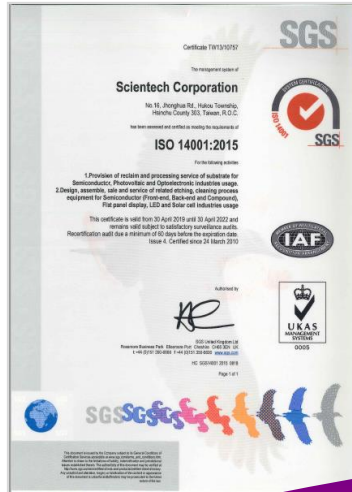 SGS
Certificate TW13/10757
The management system of
Scientech Corporation
No.16, Jhonghua Rd., Hukou Township,
Hsinchu County 303, Taiwan, R.O.C.
has been assessed and certified as meeting the requirements of
ISO 14001:2015
For the following activities
1.Provision of reclaim and processing service of substrate for
Semiconductor, Photovoltaic and Optoelectronic industries usage.
2.Design, assemble, sale and service of related etching, cleaning process
equipment for Semiconductor (Front-end, Back-end and Compound),
Flat panel display, LED and Solar cell industries usage
This certificate is valid from 30 April 2019 until 30 April 2022 and
remains valid subject to satisfactory surveillance audits.
Recertification audit due a minimum of 60 days before the expiration date.
Issue 4. Certified since 24 March 2010
Authorised by
SGS United Kingdom Ltd
Page 1 of 1
SYSTEM CERTIFICATION
ISO 14001
SGS
IAF
UKAS
MANAGEMENT
SYSTEMS
0005
SGS